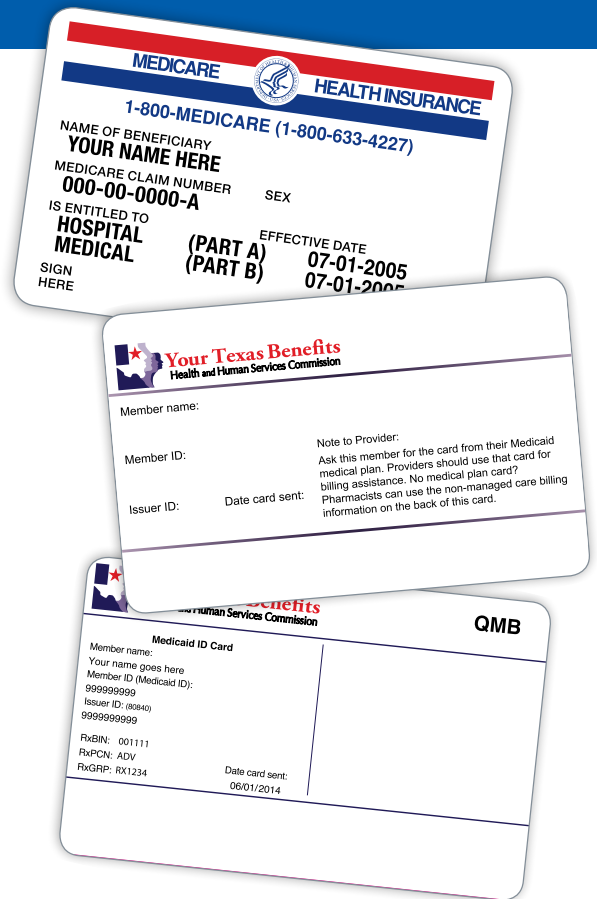 MEDICARE HEALTH INSURANCE
1-800-MEDICARE (1-800-633-4227)
NAME OF BENEFICIARY
YOUR NAME HERE
MEDICARE CLAIM NUMBER SEX
000-00-0000-A
IS ENTITLED TO EFFECTIVE DATE
HOSPITAL (PART A) 07-01-2005
MEDICAL (PART B) 07-01-2005
SIGN
HERE
Your Texas Benefits
Health and Human Services Commission
Member name:
Note to Provider:
Member ID:
Ask this member for the card from their Medicaid
medical plan. Providers should use that card for
billing assistance. No medical plan card?
Pharmacists can use the non-managed care billing
information on the back of this card.
Issuer ID: Date card sent:
Benefits
Human Services Commission
QMB
Medicaid ID Card
Member name:
Your name goes here
Member ID (Medicaid ID):
999999999
Issuer ID: (80840)
9999999999
RxBIN: 001111
RxPCN: ADV
RxGRP: RX1234
Date card sent:
06/01/2014